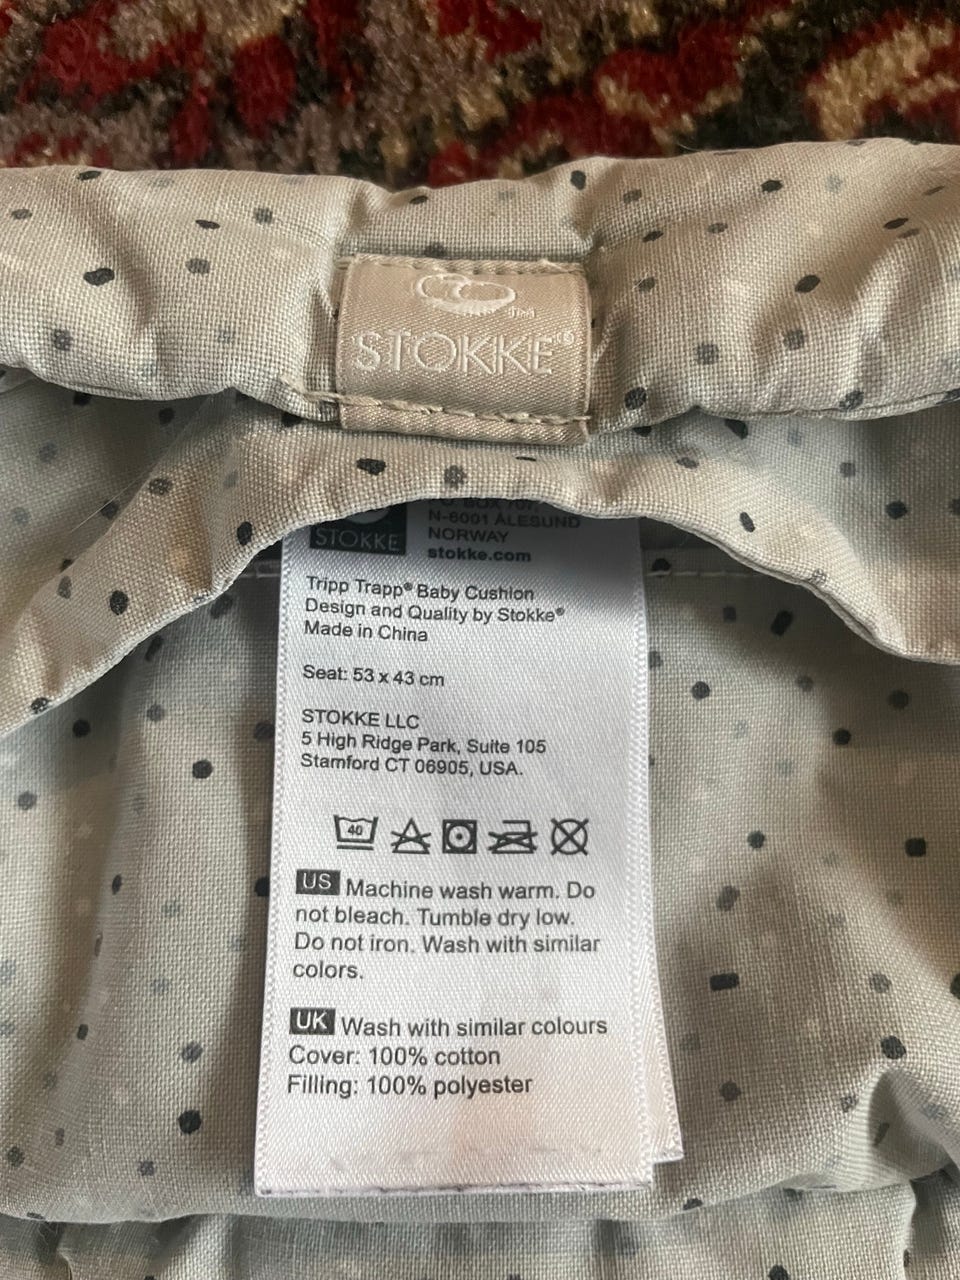 STOKKE®
BOX 707,
N-6001 ÅLESUND
NORWAY
STOKKE
stokke.com
Tripp Trapp® Baby Cushion
Design and Quality by Stokke®
Made in China
Seat: 53 x 43 cm
STOKKE LLC
5 High Ridge Park, Suite 105
Stamford CT 06905, USA.
40
US Machine wash warm. Do
not bleach. Tumble dry low.
Do not iron. Wash with similar
colors.
UK Wash with similar colours
Cover: 100% cotton
Filling: 100% polyester